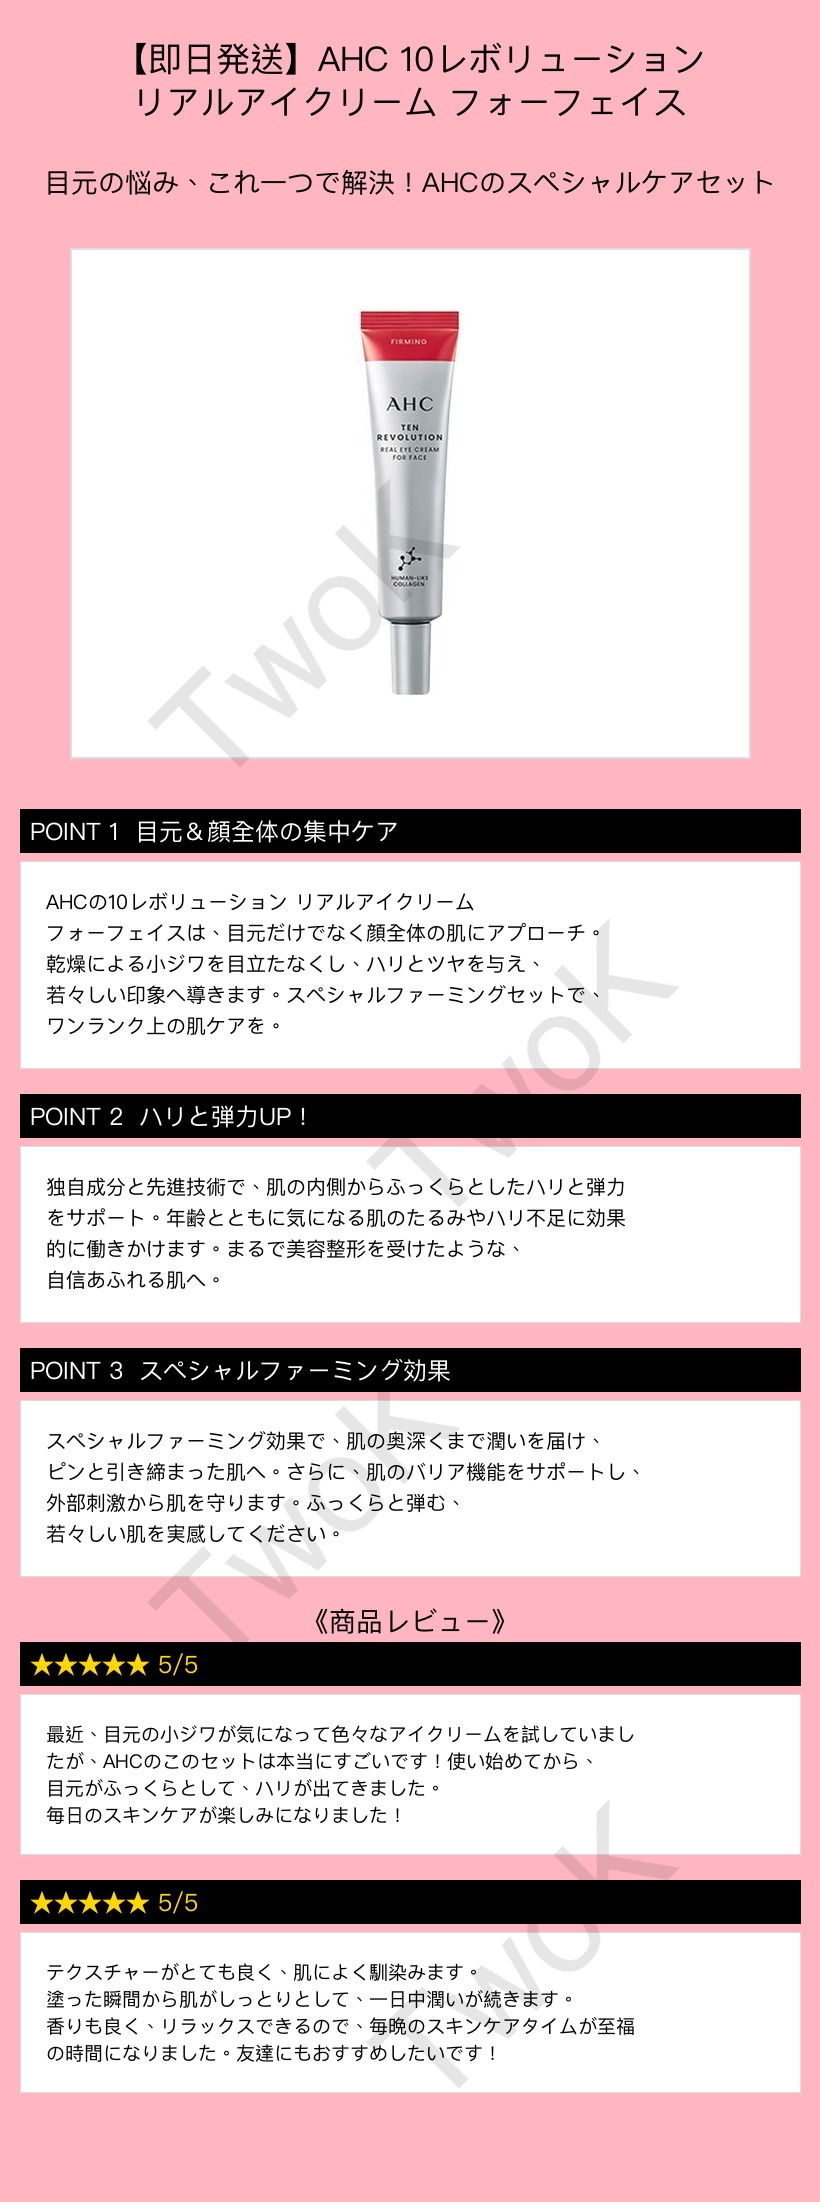 【即日発送】AHC 10レボリューション
リアルアイクリーム フォーフェイス
目元の悩み、これ一つで解決！AHCのスペシャルケアセット
FIRMING
AHC
TEN
REVOLUTION
REAL EYE CREAM
FOR FACE
HUMAN-LIKE
COLLAGEN
TwoK
POINT 1 目元＆顔全体の集中ケア
AHCの10レボリューション リアルアイクリーム
フォーフェイスは、目元だけでなく顔全体の肌にアプローチ。
乾燥による小ジワを目立たなくし、ハリとツヤを与え、
若々しい印象へ導きます。スペシャルファーミングセットで、
ワンランク上の肌ケアを。
TwoK
POINT 2 ハリと弾力UP！
独自成分と先進技術で、肌の内側からふっくらとしたハリと弾力
をサポート。年齢とともに気になる肌のたるみやハリ不足に効果
的に働きかけます。まるで美容整形を受けたような、
自信あふれる肌へ。
POINT 3 スペシャルファーミング効果
スペシャルファーミング効果で、肌の奥深くまで潤いを届け、
ピンと引き締まった肌へ。さらに、肌のバリア機能をサポートし、
外部刺激から肌を守ります。ふっくらと弾む、
若々しい肌を実感してください。
TwoK
《商品レビュー》
★★★★★ 5/5
最近、目元の小ジワが気になって色々なアイクリームを試していまし
たが、AHCのこのセットは本当にすごいです！使い始めてから、
目元がふっくらとして、ハリが出てきました。
毎日のスキンケアが楽しみになりました！
★★★★★ 5/5
テクスチャーがとても良く、肌によく馴染みます。
塗った瞬間から肌がしっとりとして、一日中潤いが続きます。
香りも良く、リラックスできるので、毎晩のスキンケアタイムが至福
の時間になりました。友達にもおすすめしたいです！
TwoK